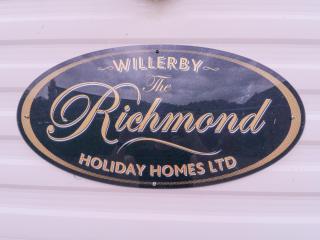 WILLERBY
The
Richmond
HOLIDAY HOMES LTD